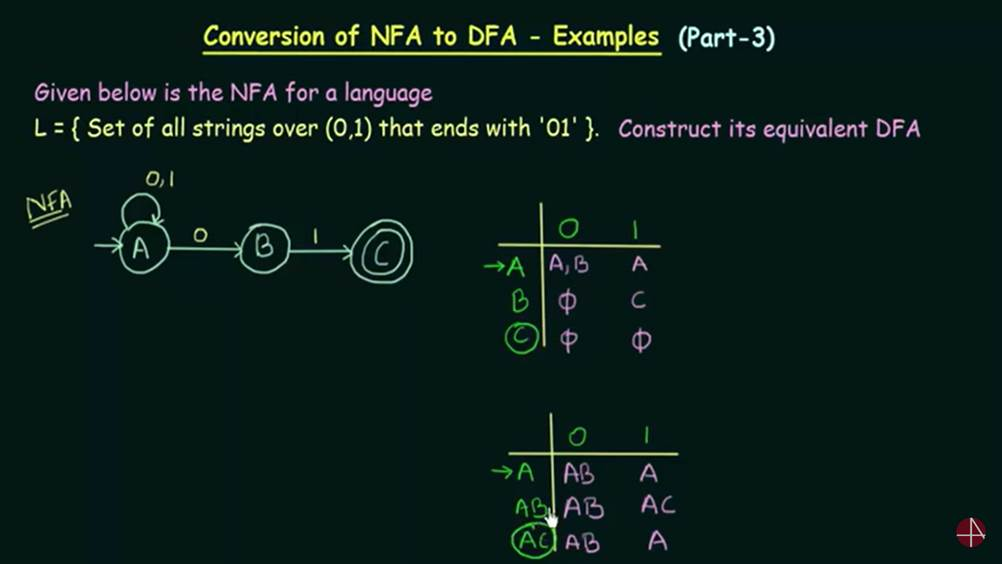 Conversion of NFA to DFA - Examples (Part-3)
Given below is the NFA for a language
L = { Set of all strings over (0,1) that ends with '01' }. Construct its equivalent DFA
NFA
0,1
A 0 B 1 C
0 1
→A A,B A
B Φ C
C Φ Φ
0 1
→A AB A
AB AB AC
AC AB A